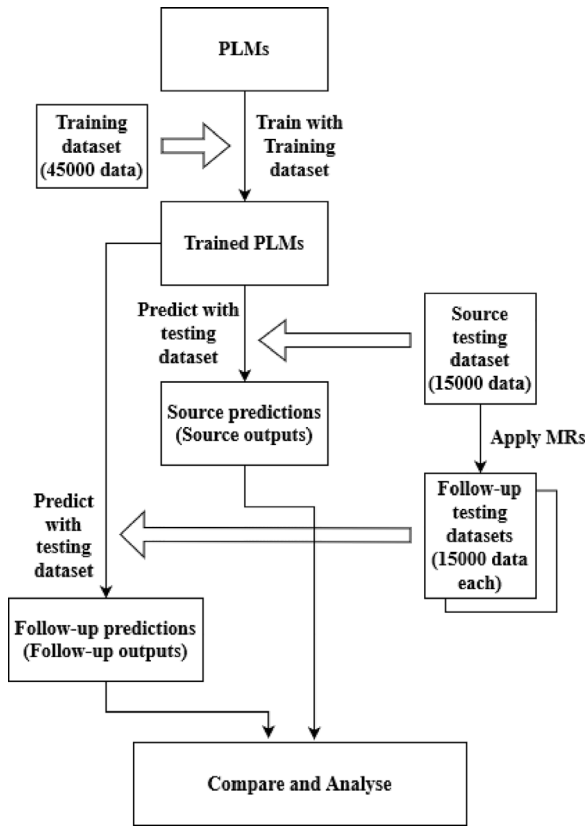 PLMs
Training
dataset
(45000 data)
Train with
Training
dataset
Trained PLMs
Predict with
testing
dataset
Source
testing
dataset
(15000 data)
Source predictions
(Source outputs)
Apply MRs
Predict
with
testing
dataset
Follow-up
testing
datasets
(15000 data
each)
Follow-up predictions
(Follow-up outputs)
Compare and Analyse